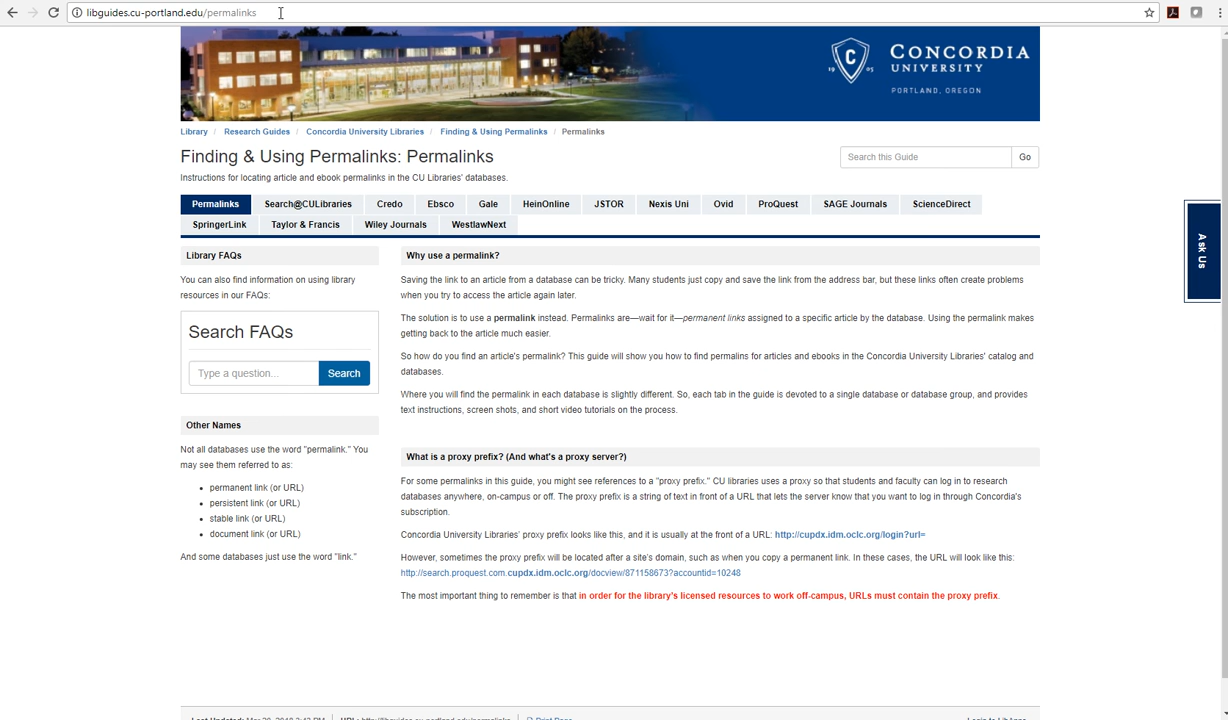 libguides.cu-portland.edu/permalinks
C
19 05
CONCORDIA
UNIVERSITY
PORTLAND, OREGON
Library / Research Guides / Concordia University Libraries / Finding & Using Permalinks / Permalinks
Finding & Using Permalinks: Permalinks
Search this Guide
Go
Instructions for locating article and ebook permalinks in the CU Libraries' databases.
Permalinks Search@CULibraries Credo Ebsco Gale HeinOnline JSTOR Nexis Uni Ovid ProQuest SAGE Journals ScienceDirect
SpringerLink Taylor & Francis Wiley Journals WestlawNext
Ask Us
Library FAQs
You can also find information on using library
resources in our FAQs:
Search FAQs
Type a question...
Search
Other Names
Not all databases use the word "permalink." You
may see them referred to as:
• permanent link (or URL)
• persistent link (or URL)
• stable link (or URL)
• document link (or URL)
And some databases just use the word "link."
Why use a permalink?
Saving the link to an article from a database can be tricky. Many students just copy and save the link from the address bar, but these links often create problems
when you try to access the article again later.
The solution is to use a permalink instead. Permalinks are—wait for it—permanent links assigned to a specific article by the database. Using the permalink makes
getting back to the article much easier.
So how do you find an article's permalink? This guide will show you how to find permalins for articles and ebooks in the Concordia University Libraries' catalog and
databases.
Where you will find the permalink in each database is slightly different. So, each tab in the guide is devoted to a single database or database group, and provides
text instructions, screen shots, and short video tutorials on the process.
What is a proxy prefix? (And what's a proxy server?)
For some permalinks in this guide, you might see references to a "proxy prefix." CU libraries uses a proxy so that students and faculty can log in to research
databases anywhere, on-campus or off. The proxy prefix is a string of text in front of a URL that lets the server know that you want to log in through Concordia's
subscription.
Concordia University Libraries' proxy prefix looks like this, and it is usually at the front of a URL: http://cupdx.idm.oclc.org/login?url=
However, sometimes the proxy prefix will be located after a site's domain, such as when you copy a permanent link. In these cases, the URL will look like this:
http://search.proquest.com.cupdx.idm.oclc.org/docview/871158673?accountid=10248
The most important thing to remember is that in order for the library's licensed resources to work off-campus, URLs must contain the proxy prefix.